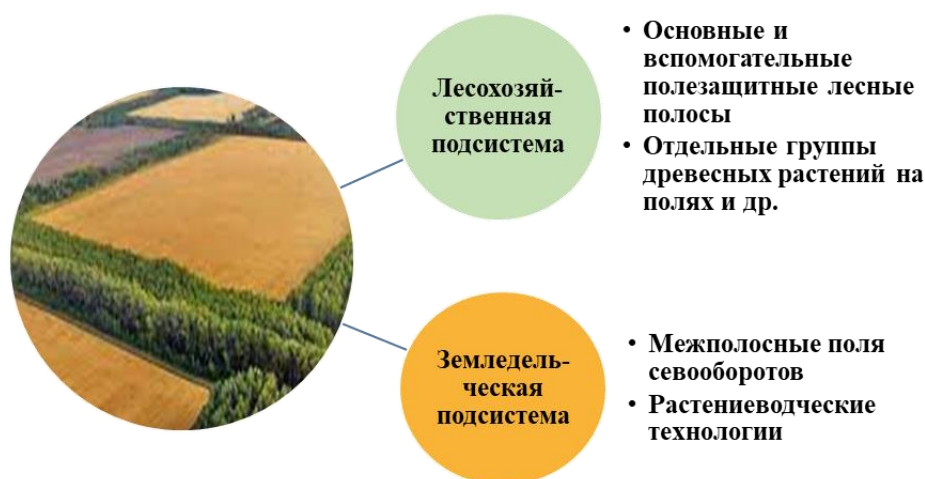 Лесохозяй-
ственная
подсистема
• Основные и
вспомогательные
полезащитные лесные
полосы
• Отдельные группы
древесных растений на
полях и др.
Земледель-
ческая
подсистема
• Межполосные поля
севооборотов
• Растениеводческие
технологии